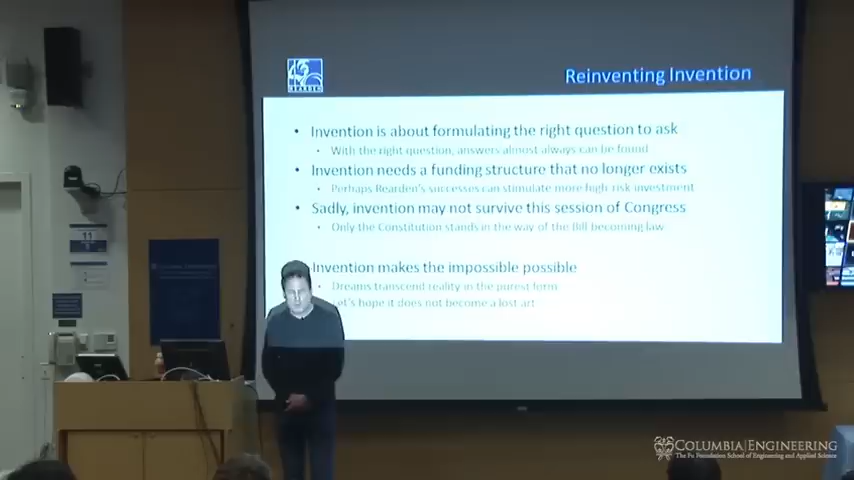 REARDEN
Reinventing Invention
• Invention is about formulating the right question to ask
• With the right question, answers almost always can be found
• Invention needs a funding structure that no longer exists
• Perhaps Rearden's successes can stimulate more high-risk investment
• Sadly, invention may not survive this session of Congress
• Only the Constitution stands in the way of the Bill becoming law
Invention makes the impossible possible
• Dreams transcend reality in the purest form
Let's hope it does not become a lost art
11
COLUMBIA ENGINEERING
COLUMBIA | ENGINEERING
The Fu Foundation School of Engineering and Applied Science